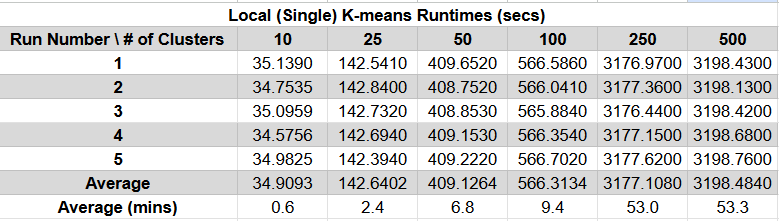 Local (Single) K-means Runtimes (secs)
Run Number \ # of Clusters 10 25 50 100 250 500
1 35.1390 142.5410 409.6520 566.5860 3176.9700 3198.4300
2 34.7535 142.8400 408.7520 566.0410 3177.3600 3198.1300
3 35.0959 142.7320 408.8530 565.8840 3176.4400 3198.4200
4 34.5756 142.6940 409.1530 566.3540 3177.1500 3198.6800
5 34.9825 142.3940 409.2220 566.7020 3177.6200 3198.7600
Average 34.9093 142.6402 409.1264 566.3134 3177.1080 3198.4840
Average (mins) 0.6 2.4 6.8 9.4 53.0 53.3